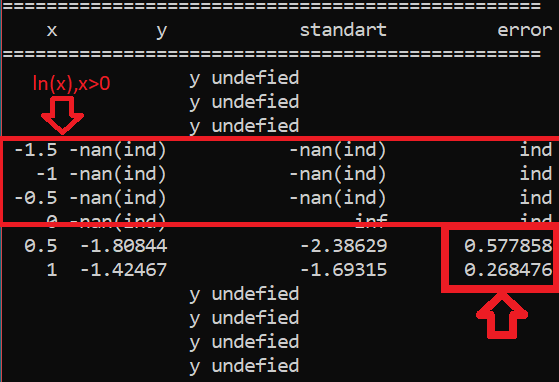 ==================================================
x y standart error
==================================================
y undefied
ln(x),x>0
y undefied
y undefied
-1.5 -nan(ind) -nan(ind) ind
-1 -nan(ind) -nan(ind) ind
-0.5 -nan(ind) -nan(ind) ind
0 -nan(ind) inf ind
0.5 -1.80844 -2.38629 0.577858
1 -1.42467 -1.69315 0.268476
y undefied
y undefied
y undefied
y undefied